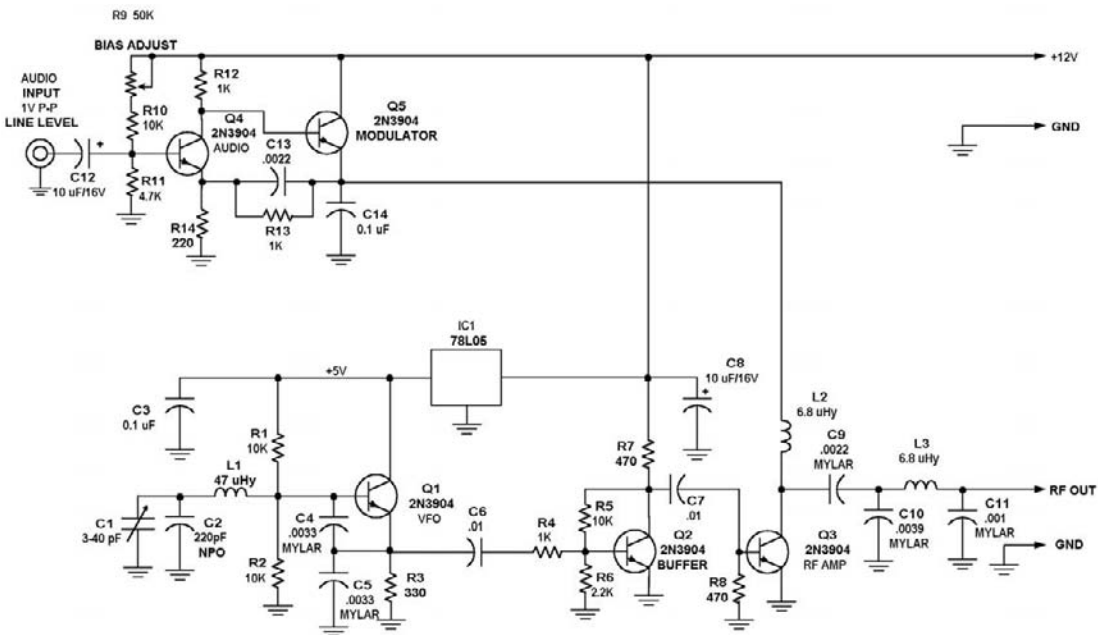 R9 50K
BIAS ADJUST
+12V
AUDIO
INPUT
1V P-P
LINE LEVEL
R12
1K
R10
10K
Q4
2N3904
AUDIO
Q5
2N3904
MODULATOR
GND
C13
.0022
+
C12
10 uF/16V
R11
4.7K
R14
220
R13
1K
C14
0.1 uF
IC1
78L05
+5V
C8
10 uF/16V
+
C3
0.1 uF
R1
10K
R7
470
L2
6.8 uHy
L1
47 uHy
C9
.0022
MYLAR
L3
6.8 uHy
Q1
2N3904
VFO
C7
.01
RF OUT
C1
3-40 pF
C2
220pF
NPO
C4
.0033
MYLAR
C6
.01
R4
1K
R5
10K
Q2
2N3904
BUFFER
Q3
2N3904
RF AMP
C10
.0039
MYLAR
C11
.001
MYLAR
R2
10K
C5
.0033
MYLAR
R3
330
R6
2.2K
R8
470
GND